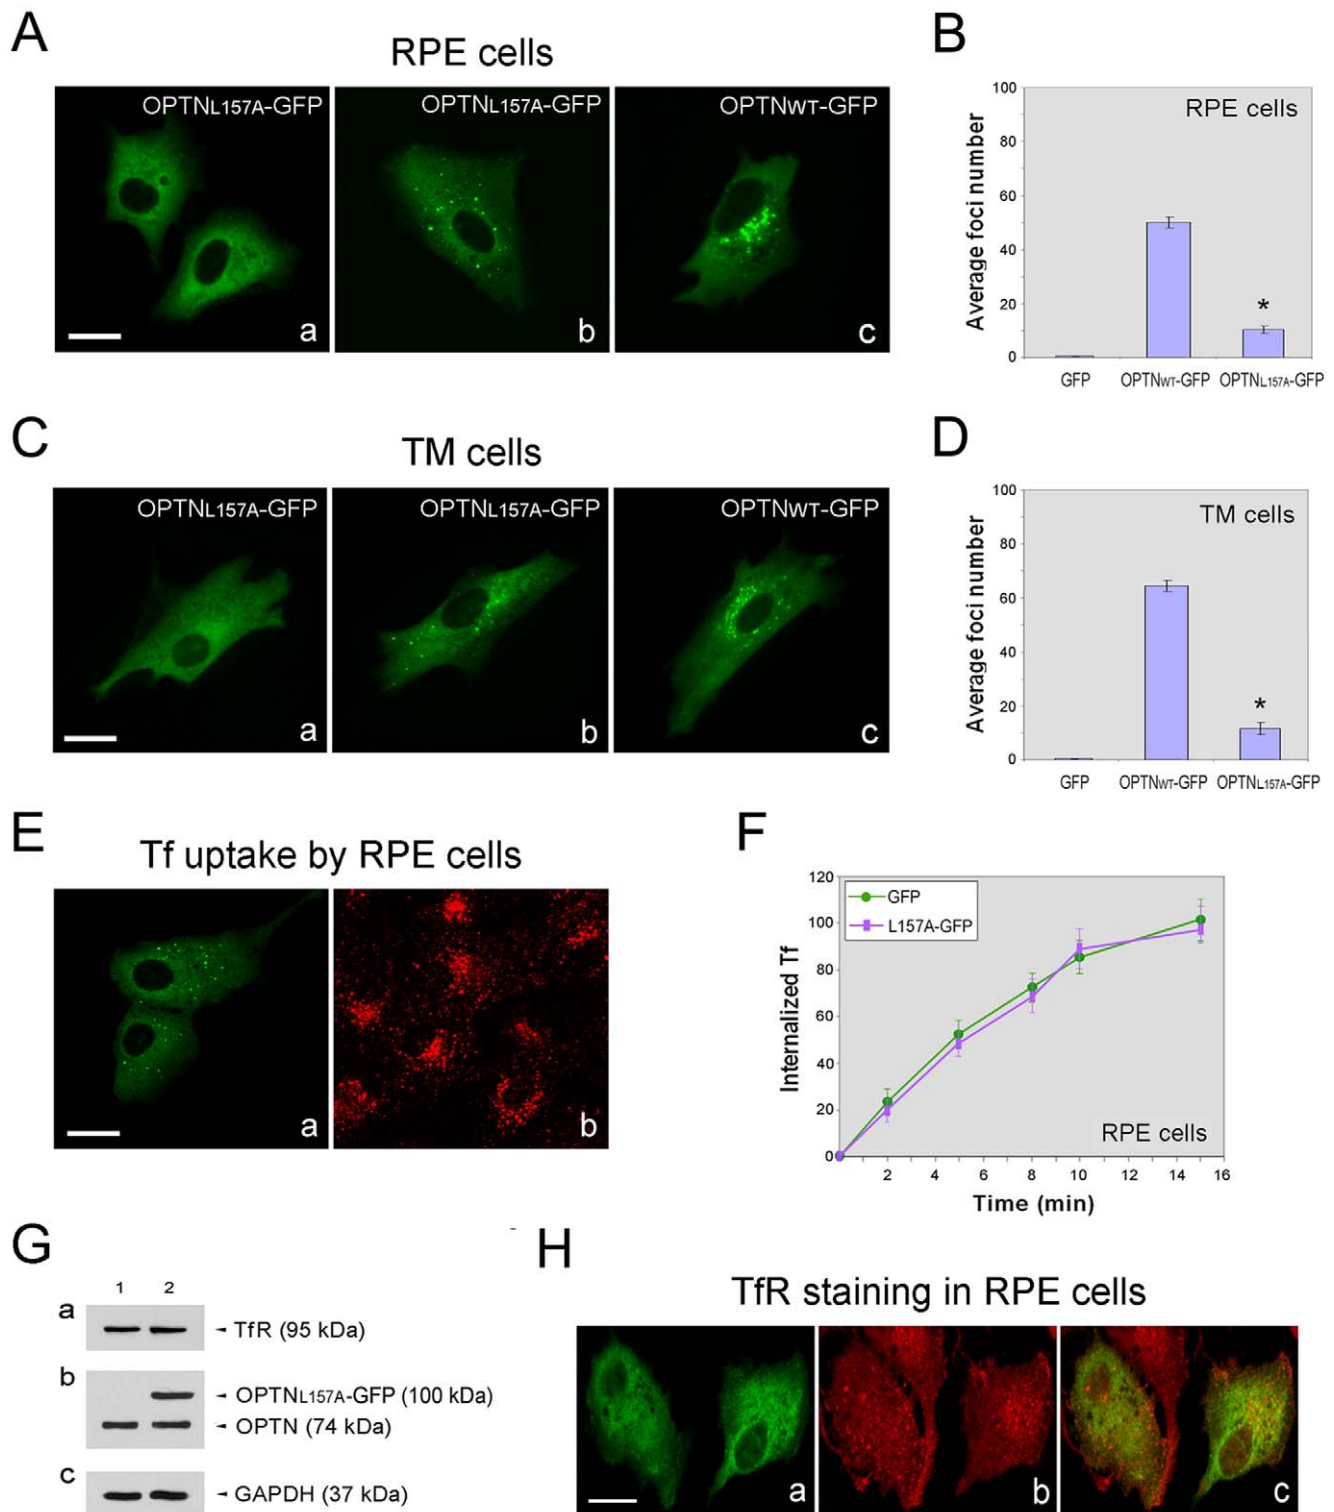 A
RPE cells
OPTNL157A-GFP
OPTNL157A-GFP
OPTNWT-GFP
a
b
c
B
RPE cells
Average foci number
100
80
60
40
20
0
*
GFP
OPTNWT-GFP
OPTNL157A-GFP
C
TM cells
OPTNL157A-GFP
OPTNL157A-GFP
OPTNWT-GFP
a
b
c
D
TM cells
Average foci number
100
80
60
40
20
0
*
GFP
OPTNWT-GFP
OPTNL157A-GFP
E
Tf uptake by RPE cells
a
b
F
Internalized Tf
120
100
80
60
40
20
0
GFP
L157A-GFP
RPE cells
2 4 6 8 10 12 14 16
Time (min)
G
1 2
a
TfR (95 kDa)
b
OPTNL157A-GFP (100 kDa)
OPTN (74 kDa)
c
GAPDH (37 kDa)
H
TfR staining in RPE cells
a
b
c